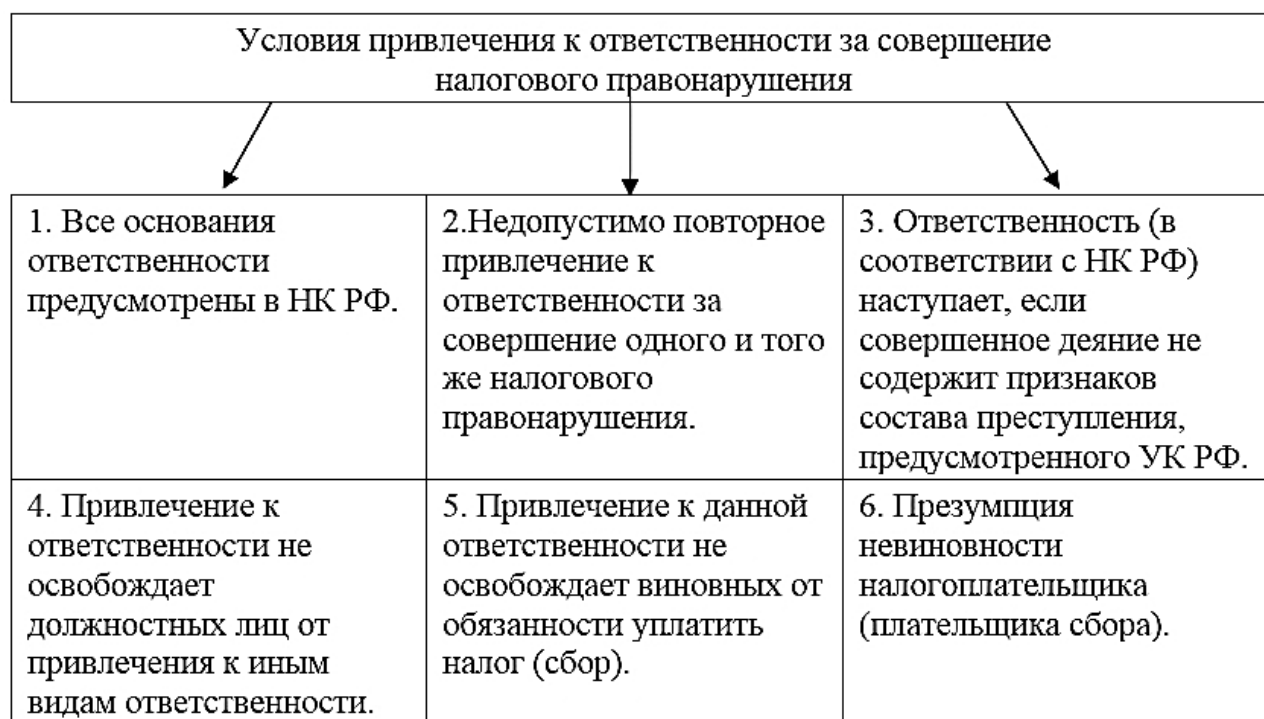 Условия привлечения к ответственности за совершение
налогового правонарушения
1. Все основания
ответственности
предусмотрены в НК РФ.
2.Недопустимо повторное
привлечение к
ответственности за
совершение одного и того
же налогового
правонарушения.
3. Ответственность (в
соответствии с НК РФ)
наступает, если
совершенное деяние не
содержит признаков
состава преступления,
предусмотренного УК РФ.
4. Привлечение к
ответственности не
освобождает
должностных лиц от
привлечения к иным
видам ответственности.
5. Привлечение к данной
ответственности не
освобождает виновных от
обязанности уплатить
налог (сбор).
6. Презумпция
невиновности
налогоплательщика
(плательщика сбора).